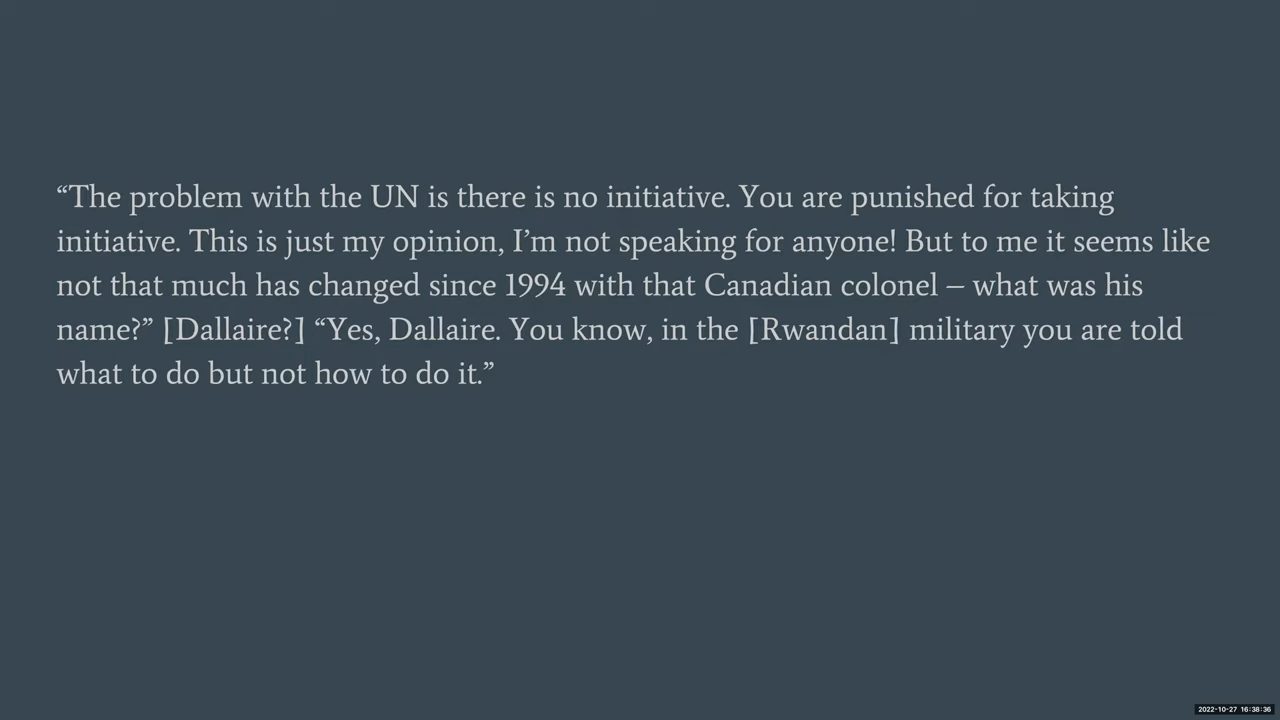 “The problem with the UN is there is no initiative. You are punished for taking
initiative. This is just my opinion, I’m not speaking for anyone! But to me it seems like
not that much has changed since 1994 with that Canadian colonel – what was his
name?” [Dallaire?] “Yes, Dallaire. You know, in the [Rwandan] military you are told
what to do but not how to do it.”
2022-10-27 16:38:36